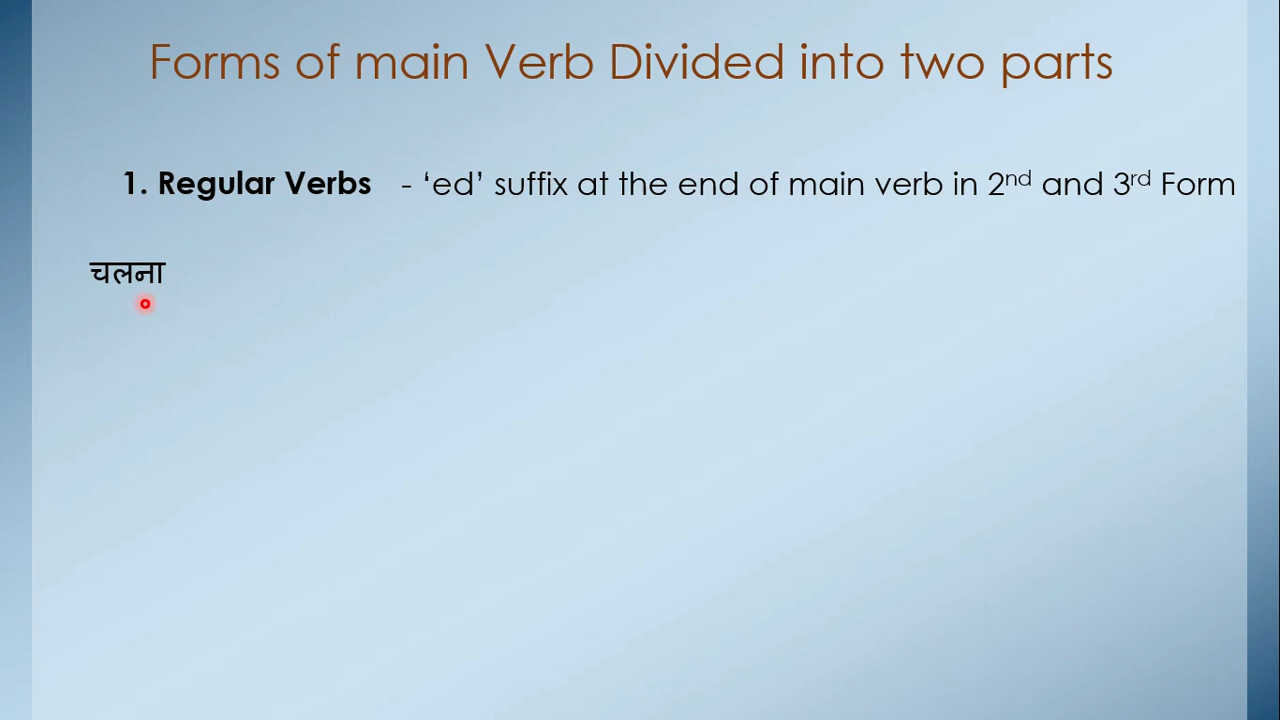 Forms of main Verb Divided into two parts
1. Regular Verbs - ‘ed’ suffix at the end of main verb in 2nd and 3rd Form
चलना